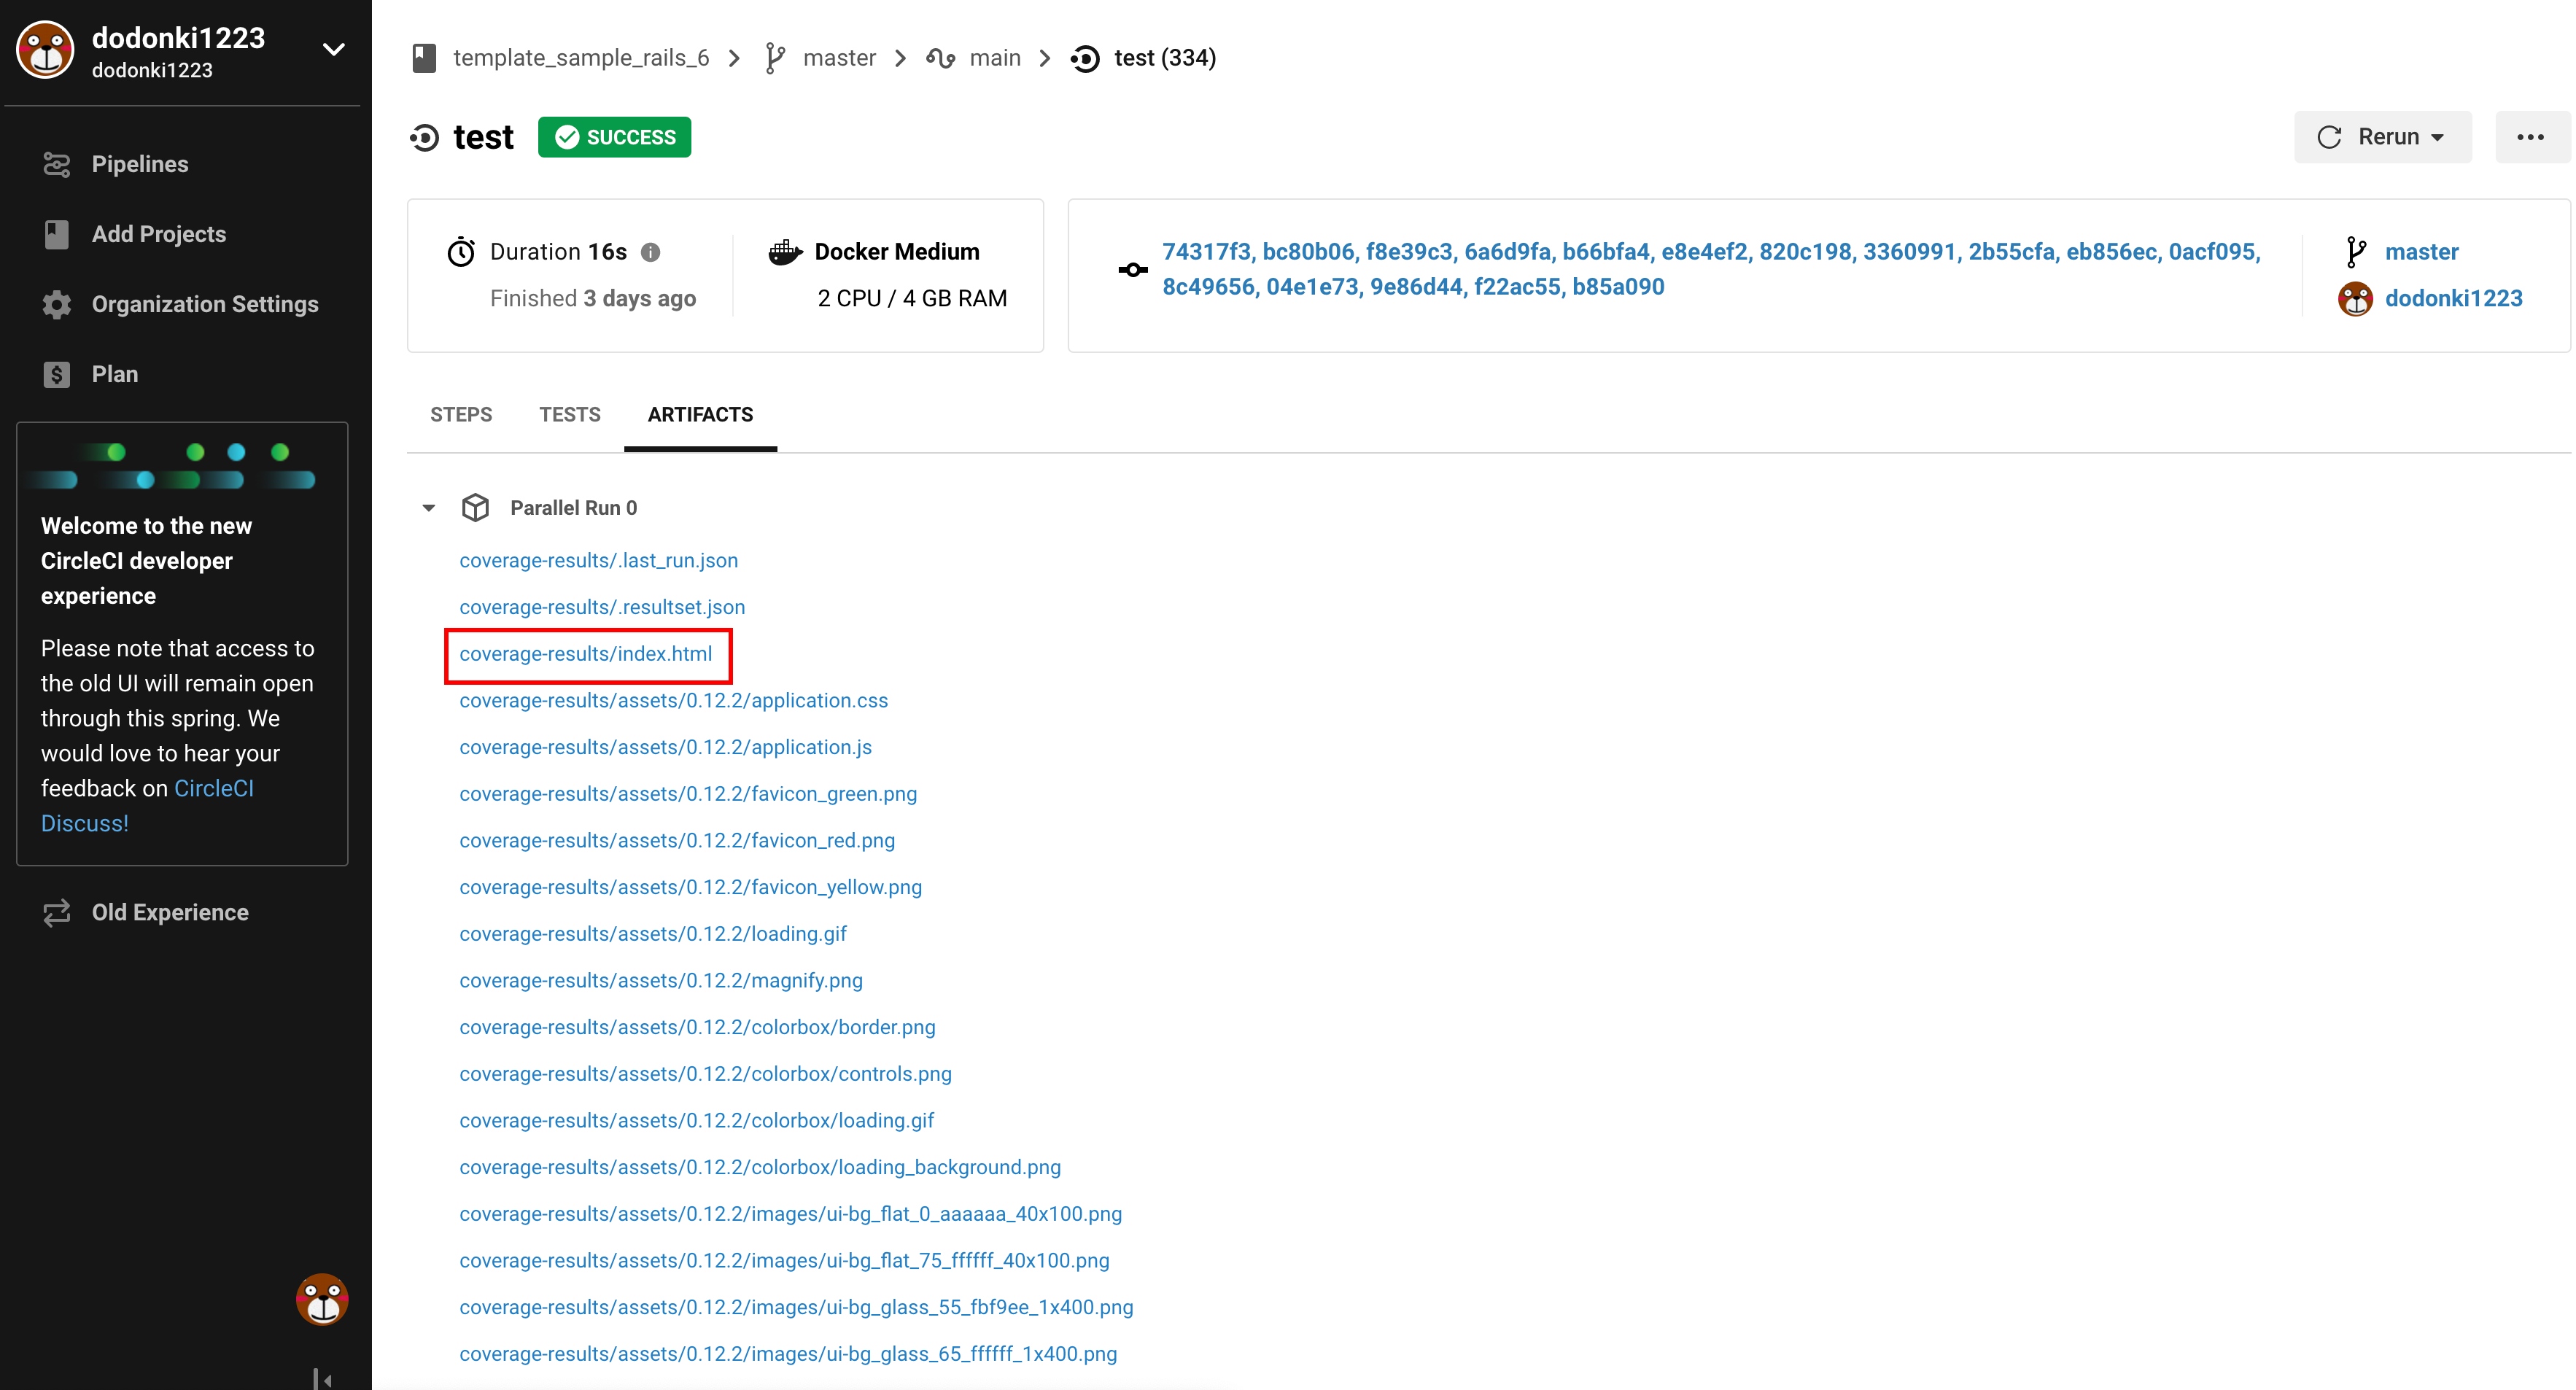 dodonki1223
dodonki1223
Pipelines
Add Projects
Organization Settings
Plan
Welcome to the new
CircleCI developer
experience
Please note that access to
the old UI will remain open
through this spring. We
would love to hear your
feedback on CircleCI
Discuss!
Old Experience
template_sample_rails_6 master main test (334)
test SUCCESS
Rerun
Duration 16s
Finished 3 days ago
Docker Medium
2 CPU / 4 GB RAM
74317f3, bc80b06, f8e39c3, 6a6d9fa, b66bfa4, e8e4ef2, 820c198, 3360991, 2b55cfa, eb856ec, 0acf095,
8c49656, 04e1e73, 9e86d44, f22ac55, b85a090
master
dodonki1223
STEPS TESTS ARTIFACTS
Parallel Run 0
coverage-results/.last_run.json
coverage-results/.resultset.json
coverage-results/index.html
coverage-results/assets/0.12.2/application.css
coverage-results/assets/0.12.2/application.js
coverage-results/assets/0.12.2/favicon_green.png
coverage-results/assets/0.12.2/favicon_red.png
coverage-results/assets/0.12.2/favicon_yellow.png
coverage-results/assets/0.12.2/loading.gif
coverage-results/assets/0.12.2/magnify.png
coverage-results/assets/0.12.2/colorbox/border.png
coverage-results/assets/0.12.2/colorbox/controls.png
coverage-results/assets/0.12.2/colorbox/loading.gif
coverage-results/assets/0.12.2/colorbox/loading_background.png
coverage-results/assets/0.12.2/images/ui-bg_flat_0_aaaaaa_40x100.png
coverage-results/assets/0.12.2/images/ui-bg_flat_75_ffffff_40x100.png
coverage-results/assets/0.12.2/images/ui-bg_glass_55_fbf9ee_1x400.png
coverage-results/assets/0.12.2/images/ui-bg_glass_65_ffffff_1x400.png